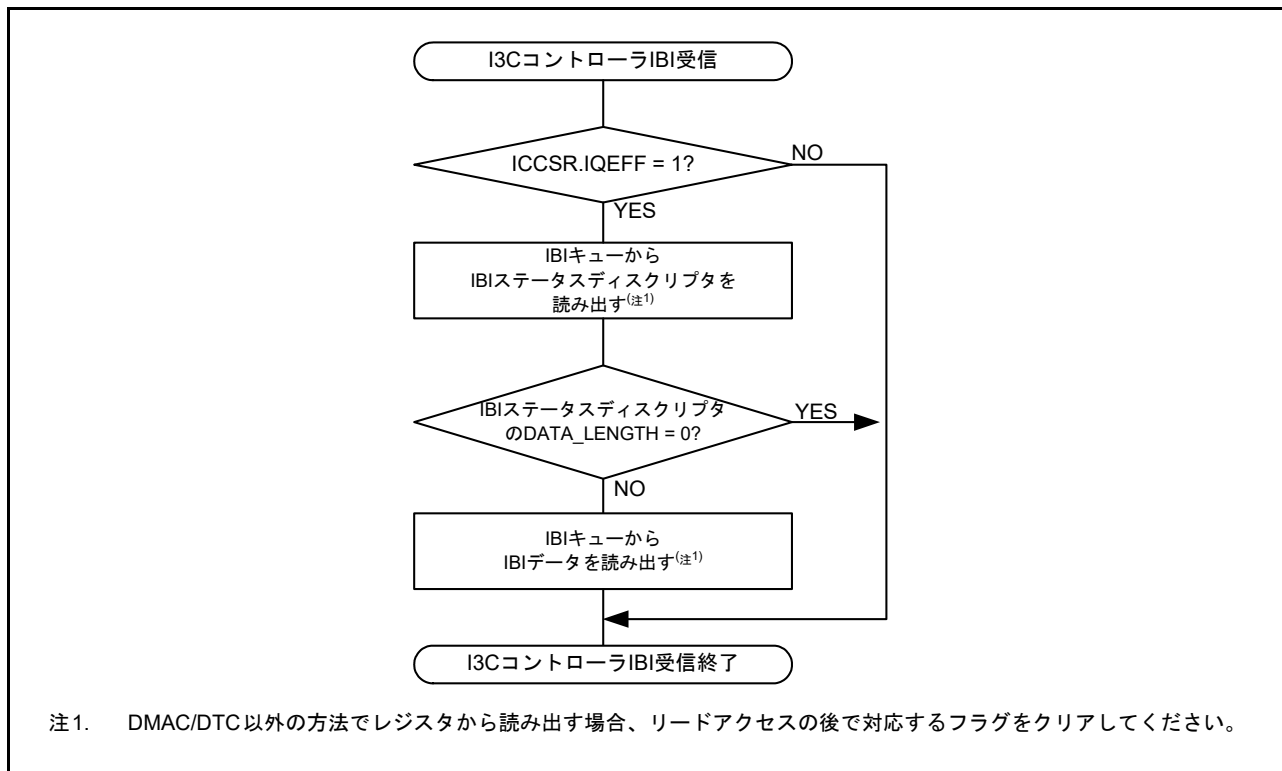 I3CコントローラIBI受信
ICCSR.IQEFF = 1?
NO
YES
IBIキューから
IBIステータスディスクリプタを
読み出す(注1)
IBIステータスディスクリプタ
のDATA_LENGTH = 0?
YES
NO
IBIキューから
IBIデータを読み出す(注1)
I3CコントローラIBI受信終了
注1. DMAC/DTC以外の方法でレジスタから読み出す場合、リードアクセスの後で対応するフラグをクリアしてください。